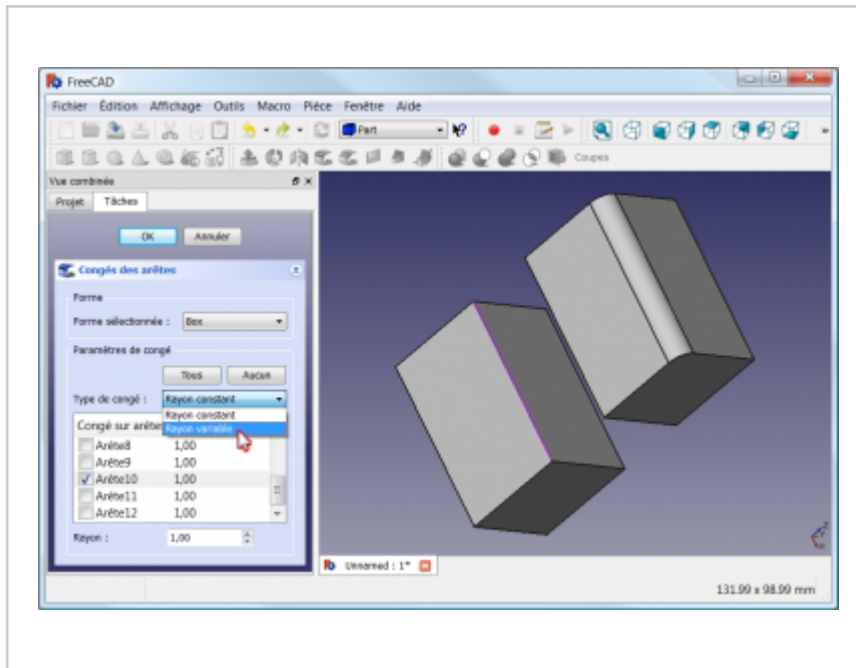 FreeCAD
Fichier Édition Affichage Outils Macro Pièce Fenêtre Aide
Part
Coupes
Vue combinée
Projet Tâches
OK Annuler
Congés des arêtes
Forme
Forme sélectionnée : Box
Paramètres de congé
Tous Aucun
Type de congé : Rayon constant
Rayon constant
Congé sur arête
Rayon variable
Arête8 1,00
Arête9 1,00
Arête10 1,00
Arête11 1,00
Arête12 1,00
Rayon : 1,00
Unnamed : 1*
131.99 x 98.99 mm